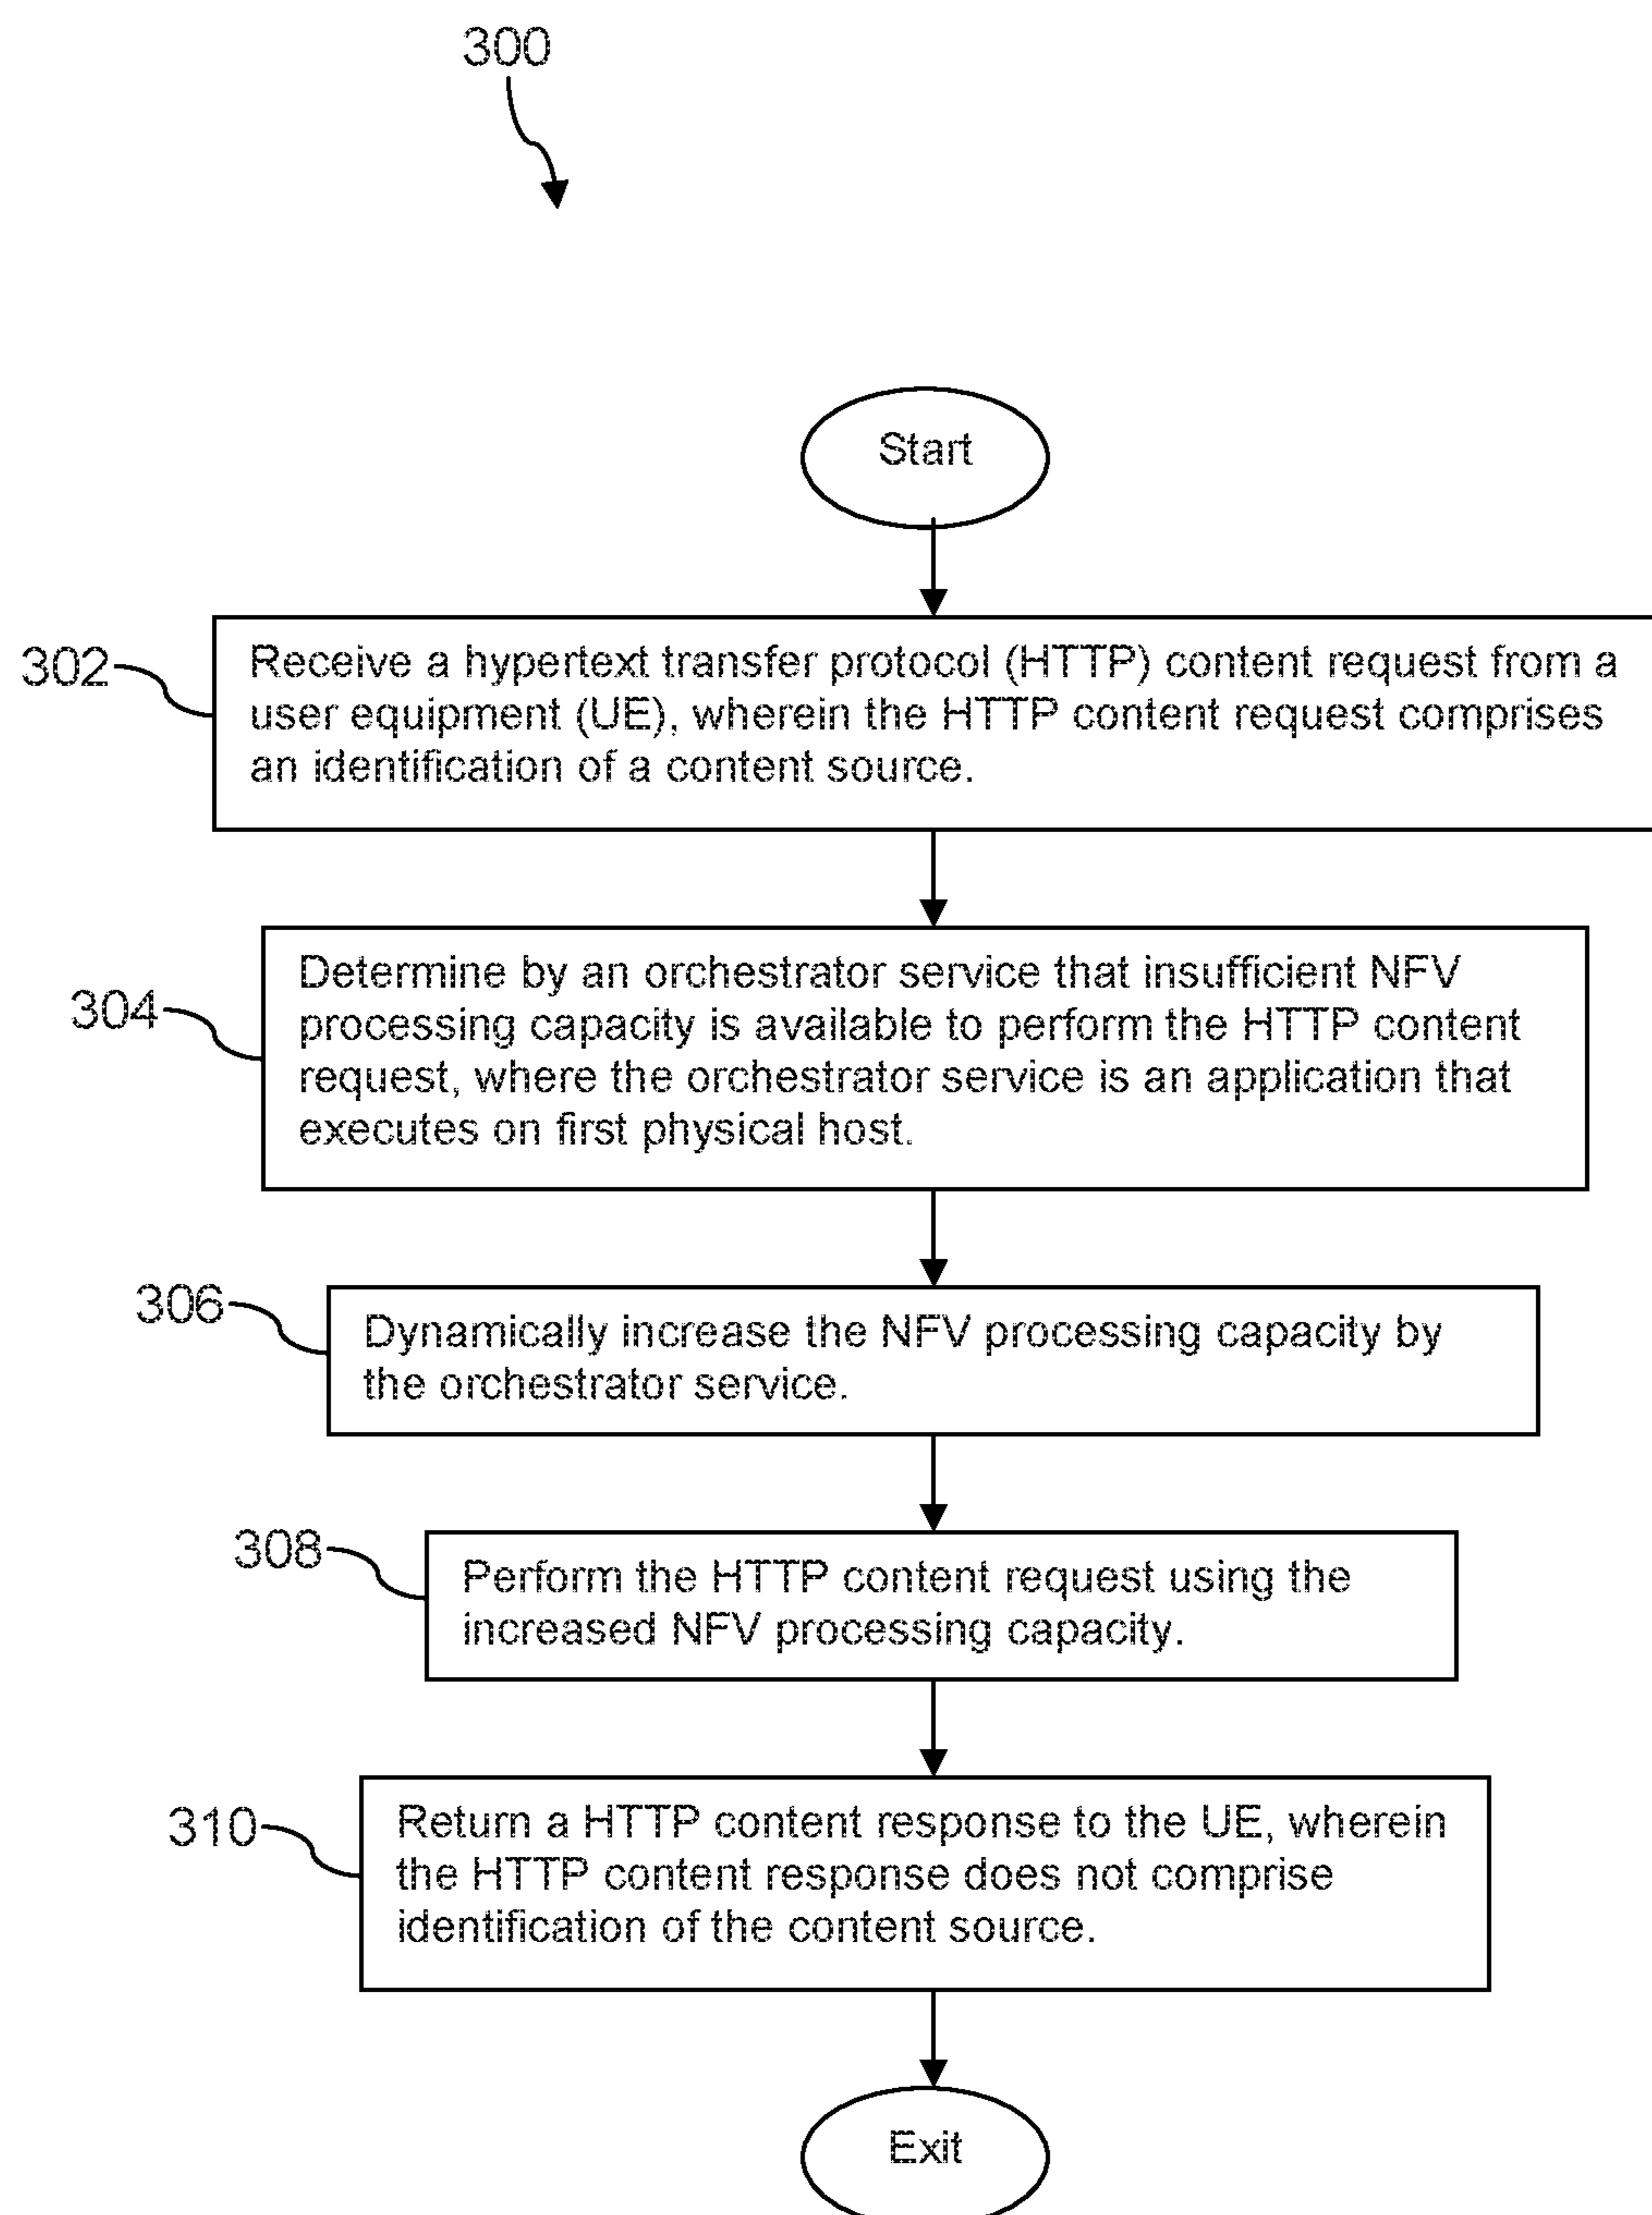 300
Start
302
Receive a hypertext transfer protocol (HTTP) content request from a
user equipment (UE), wherein the HTTP content request comprises
an identification of a content source.
304
Determine by an orchestrator service that insufficient NFV
processing capacity is available to perform the HTTP content
request, where the orchestrator service is an application that
executes on first physical host.
306
Dynamically increase the NFV processing capacity by
the orchestrator service.
308
Perform the HTTP content request using the
increased NFV processing capacity.
310
Return a HTTP content response to the UE, wherein
the HTTP content response does not comprise
identification of the content source.
Exit